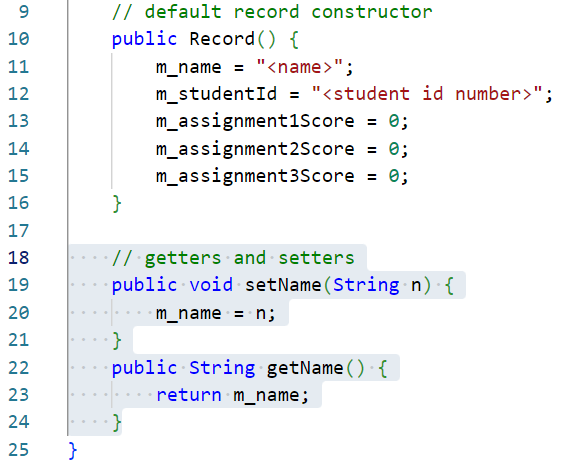 9 // default record constructor
10 public Record() {
11 m_name = "<name>";
12 m_studentId = "<student id number>";
13 m_assignment1Score = 0;
14 m_assignment2Score = 0;
15 m_assignment3Score = 0;
16 }
17
18 // getters and setters
19 public void setName(String n) {
20 m_name = n;
21 }
22 public String getName() {
23 return m_name;
24 }
25 }